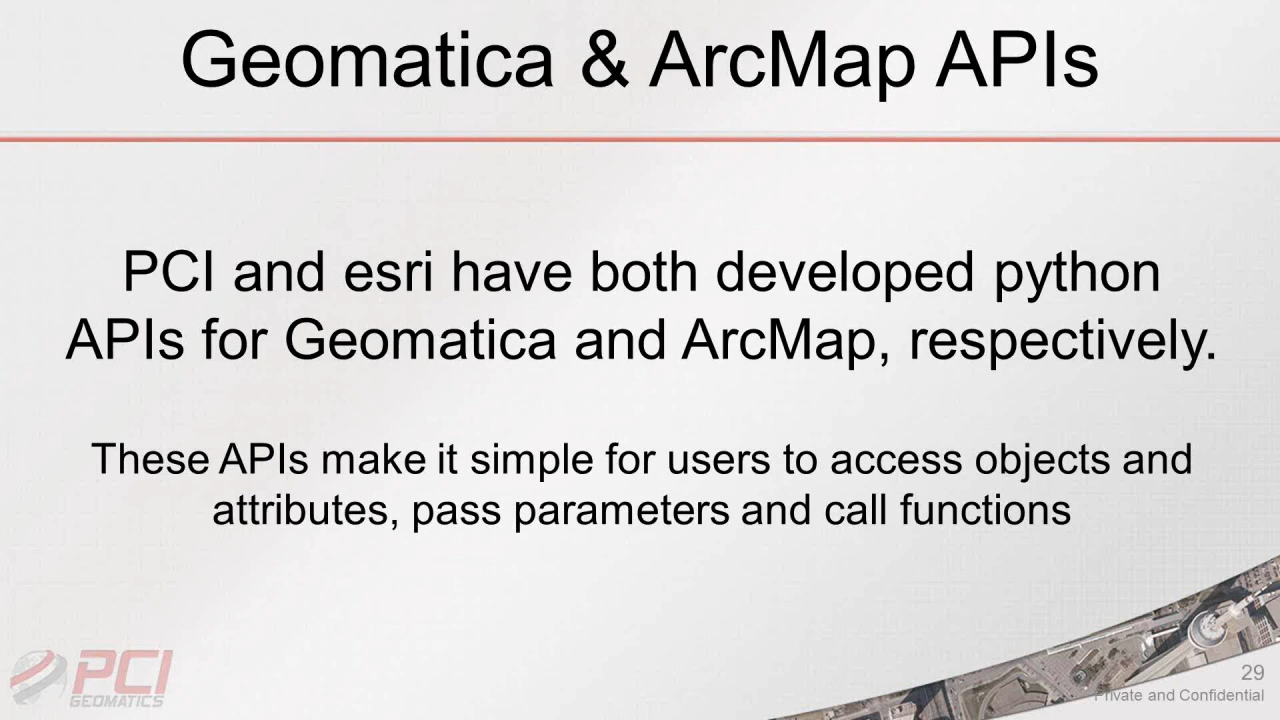 Geomatica & ArcMap APIs
PCI and esri have both developed python
APIs for Geomatica and ArcMap, respectively.
These APIs make it simple for users to access objects and
attributes, pass parameters and call functions
PCI
GEOMATICS
29
Private and Confidential